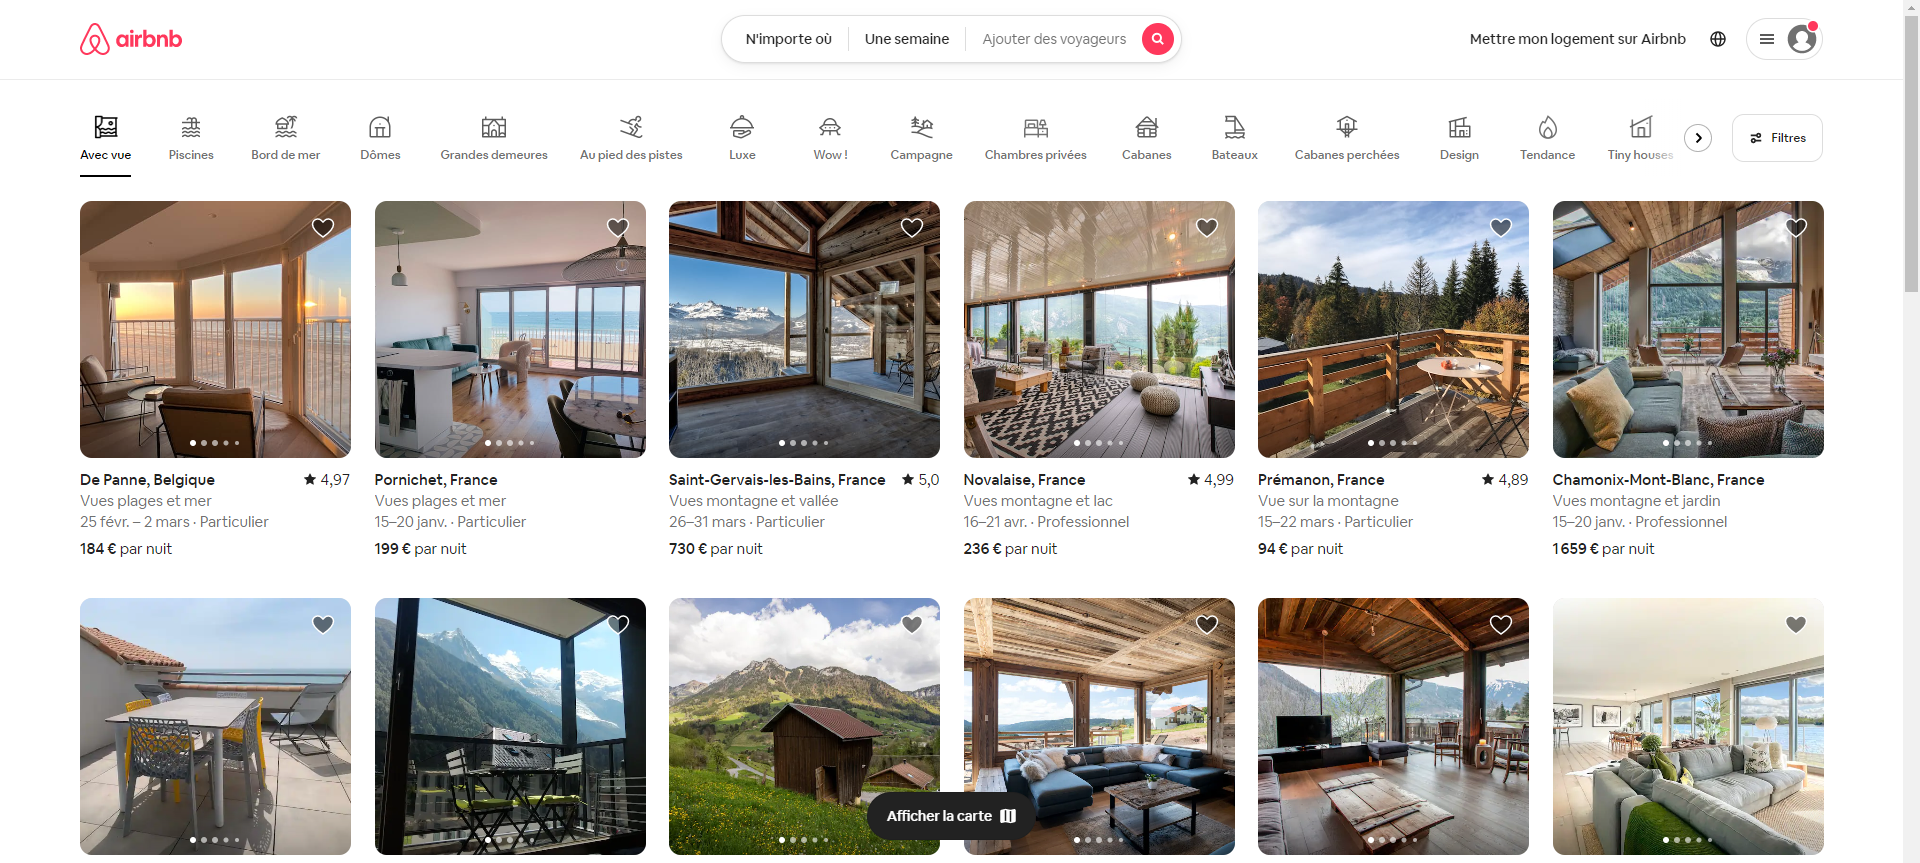 airbnb
N'importe où
Une semaine
Ajouter des voyageurs
Mettre mon logement sur Airbnb
Avec vue
Piscines
Bord de mer
Dômes
Grandes demeures
Au pied des pistes
Luxe
Wow !
Campagne
Chambres privées
Cabanes
Bateaux
Cabanes perchées
Design
Tendance
Tiny houses
Filtres
De Panne, Belgique 4,97
Vues plages et mer
25 févr. – 2 mars · Particulier
184 € par nuit
Pornichet, France
Vues plages et mer
15–20 janv. · Particulier
199 € par nuit
Saint-Gervais-les-Bains, France 5,0
Vues montagne et vallée
26–31 mars · Particulier
730 € par nuit
Novalaise, France 4,99
Vues montagne et lac
16–21 avr. · Professionnel
236 € par nuit
Prémanon, France 4,89
Vue sur la montagne
15–22 mars · Particulier
94 € par nuit
Chamonix-Mont-Blanc, France
Vues montagne et jardin
15–20 janv. · Professionnel
1 659 € par nuit
Afficher la carte